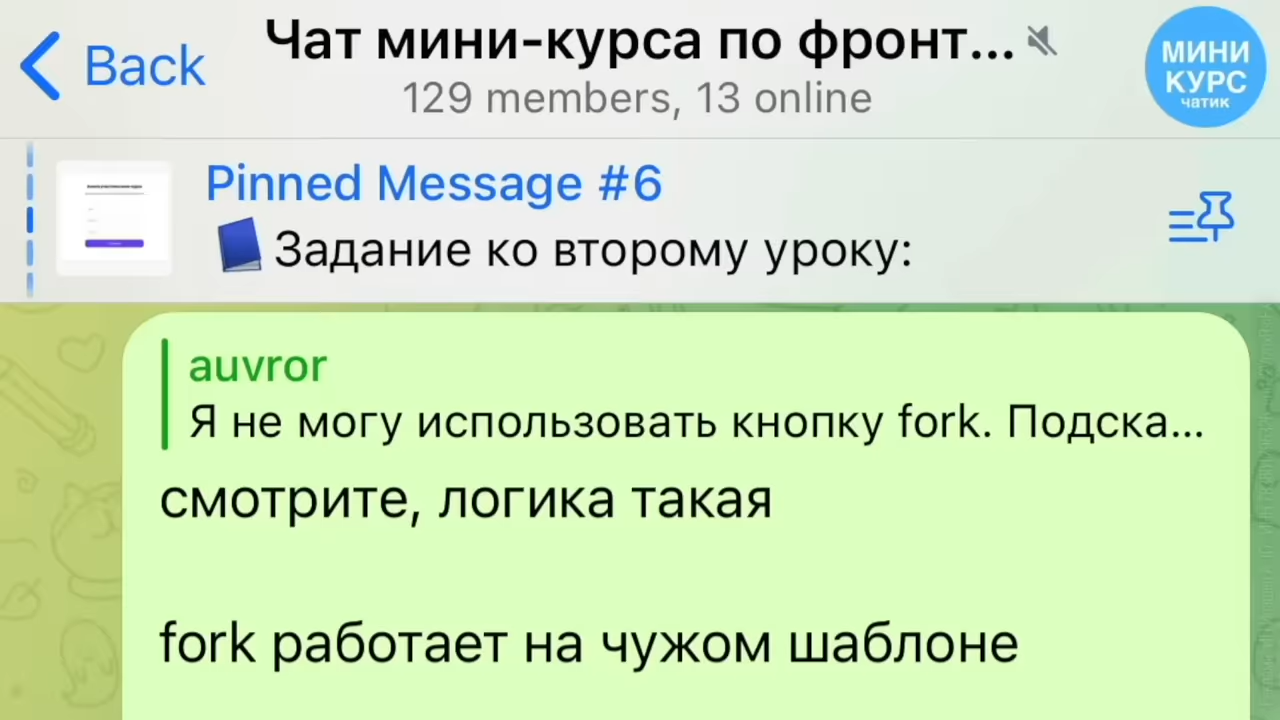 Back
Чат мини-курса по фронт...
129 members, 13 online
МИНИ
КУРС
чатик
Pinned Message #6
Задание ко второму уроку:
auvror
Я не могу использовать кнопку fork. Подска...
смотрите, логика такая
fork работает на чужом шаблоне